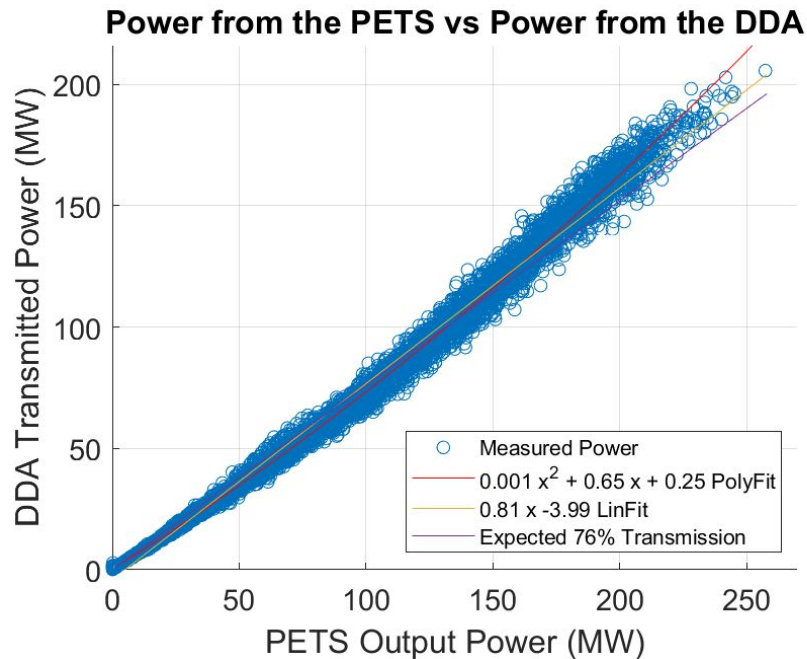 Power from the PETS vs Power from the DDA
DDA Transmitted Power (MW)
200
150
100
50
0
Measured Power
0.001 x² + 0.65 x + 0.25 PolyFit
0.81 x -3.99 LinFit
Expected 76% Transmission
0 50 100 150 200 250
PETS Output Power (MW)